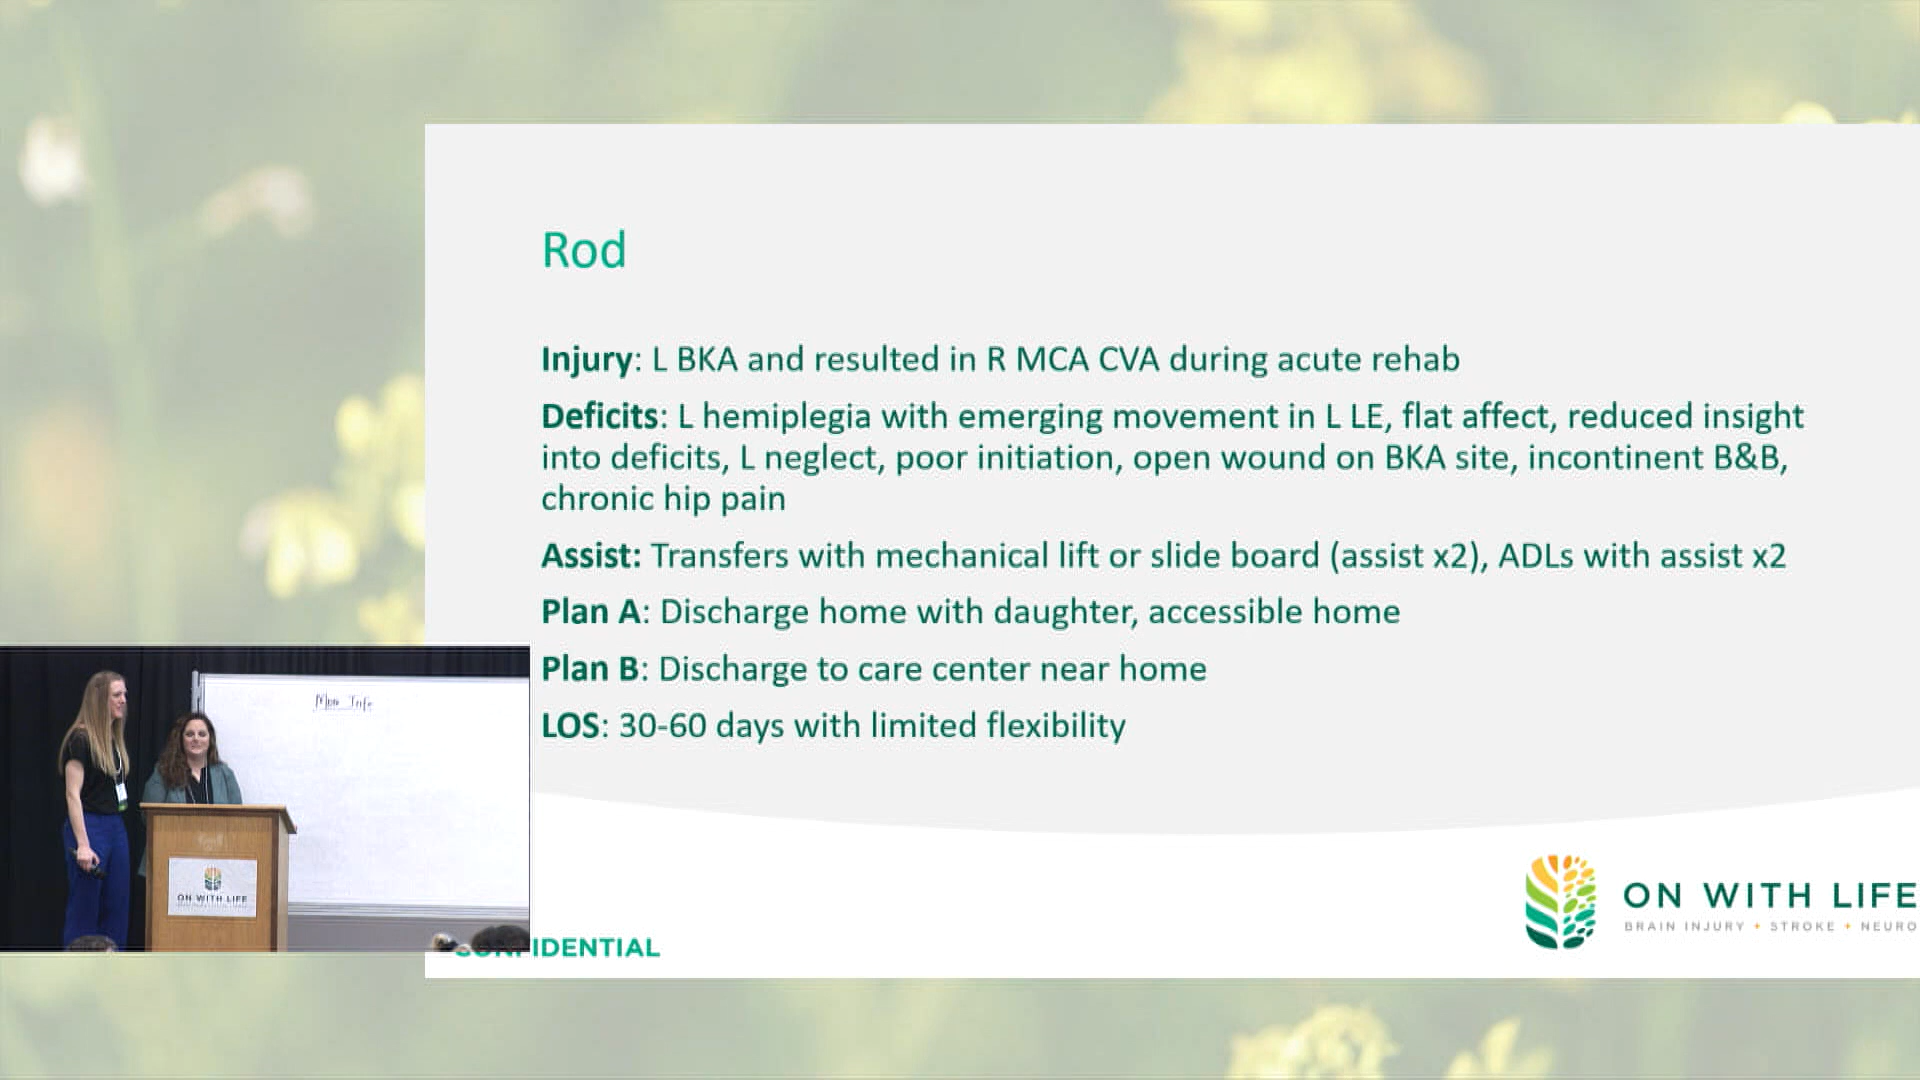 Rod
Injury: L BKA and resulted in R MCA CVA during acute rehab
Deficits: L hemiplegia with emerging movement in L LE, flat affect, reduced insight
into deficits, L neglect, poor initiation, open wound on BKA site, incontinent B&B,
chronic hip pain
Assist: Transfers with mechanical lift or slide board (assist x2), ADLs with assist x2
Plan A: Discharge home with daughter, accessible home
Plan B: Discharge to care center near home
LOS: 30-60 days with limited flexibility
More Info
ON WITH LIFE
CONFIDENTIAL
ON WITH LIFE
BRAIN INJURY + STROKE + NEURO